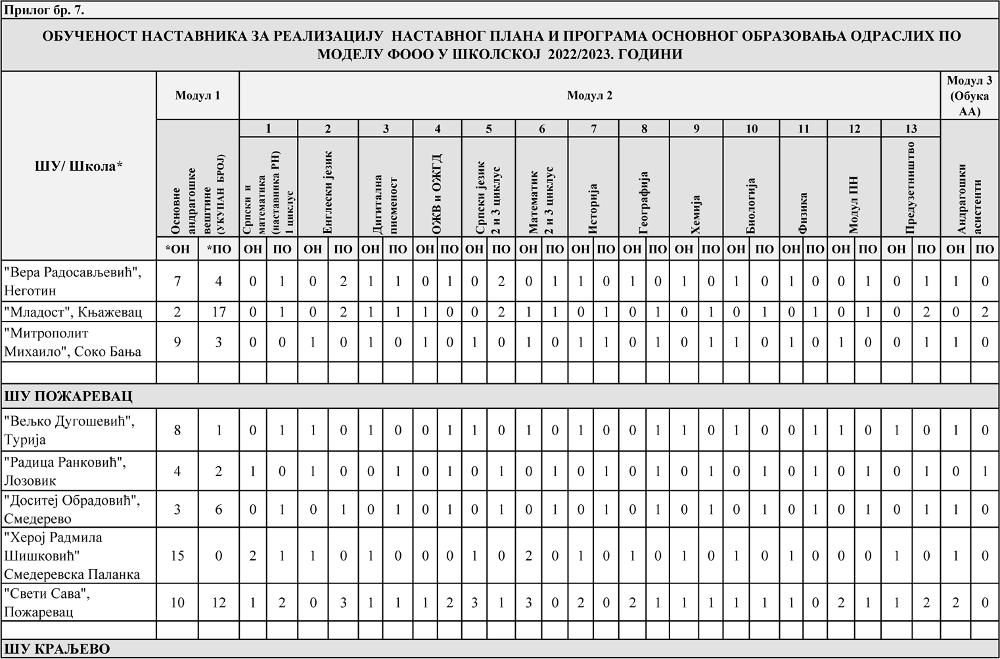 Прилог бр. 7.
ОБУЧЕНОСТ НАСТАВНИКА ЗА РЕАЛИЗАЦИЈУ НАСТАВНОГ ПЛАНА И ПРОГРАМА ОСНОВНОГ ОБРАЗОВАЊА ОДРАСЛИХ ПО
МОДЕЛУ ФООО У ШКОЛСКОЈ 2022/2023. ГОДИНИ
ШУ/ Школа*
Модул 1
Модул 2
Модул 3
(Обука
АА)
1 2 3 4 5 6 7 8 9 10 11 12 13
Основне
андрагошке
вештине
(УКУПАН БРОЈ)
Српски и
математика
(наставника РН)
1 циклус
Енглески језик
Дигитална
писменост
ОЖВ и ОЖГД
Српски језик
2 и 3 циклус
Математик
2 и 3 циклус
Историја
Географија
Хемија
Биологија
Физика
Модул ПН
Предузетништво
Андрагошки
асистенти
*ОН *ПО ОН ПО ОН ПО ОН ПО ОН ПО ОН ПО ОН ПО ОН ПО ОН ПО ОН ПО ОН ПО ОН ПО ОН ПО ОН ПО ОН ПО
"Вера Радосављевић",
Неготин
7 4 0 1 0 2 1 1 0 1 0 2 0 1 1 0 1 0 1 0 1 0 1 0 0 1 0 1 1 0
"Младост", Књажевац 2 17 0 1 0 2 1 1 1 0 0 2 1 1 0 1 0 1 0 1 0 1 0 1 0 1 0 2 0 2
"Митрополит
Михаило", Соко Бања
9 3 0 0 1 0 1 0 1 0 1 0 1 0 1 1 0 1 0 1 1 0 1 0 1 0 0 1 1 0
ШУ ПОЖАРЕВАЦ
"Вељко Дугошевић",
Турија
8 1 0 1 1 0 1 0 0 1 1 0 1 0 1 0 0 1 1 0 1 0 0 1 1 0 1 0 1 0
"Радица Ранковић",
Лозовик
4 2 1 0 1 0 0 1 0 1 0 1 0 1 0 1 0 1 0 1 0 1 0 1 0 1 0 1 0 1
"Доситеј Обрадовић",
Смедерево
3 6 0 1 0 1 0 1 0 1 0 1 0 1 0 1 0 1 0 1 0 1 0 1 0 1 0 1 1 0
"Херој Радмила
Шишковић"
Смедеревска Паланка
15 0 2 1 1 0 1 0 0 0 1 0 2 0 1 0 1 0 1 0 1 0 1 0 0 0 1 0 1 0
"Свети Сава",
Пожаревац
10 12 1 2 0 3 1 1 1 2 3 1 3 0 2 0 2 1 1 1 1 1 1 0 2 1 1 2 2 0
ШУ КРАЉЕВО